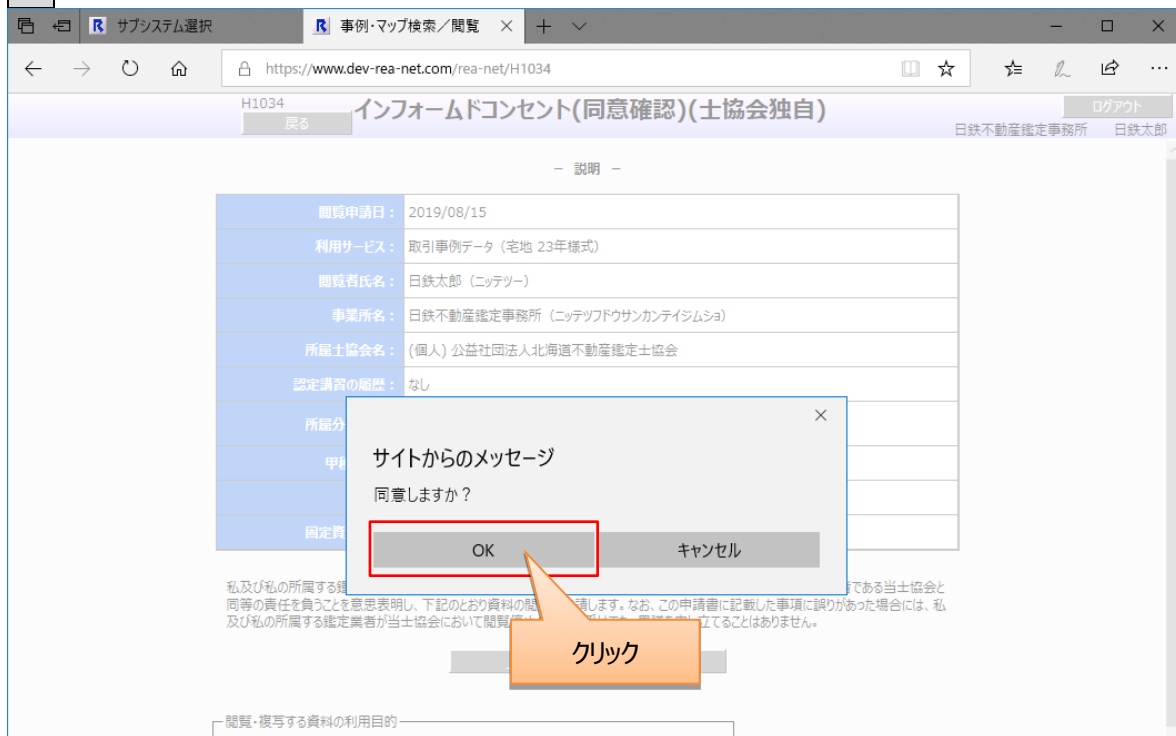 サブシステム選択
事例・マップ検索／閲覧
https://www.dev-rea-net.com/rea-net/H1034
H1034
戻る
インフォームドコンセント(同意確認)(士協会独自)
ログアウト
日鉄不動産鑑定事務所 日鉄太郎
－ 説明 －
閲覧申請日： 2019/08/15
利用サービス： 取引事例データ（宅地 23年様式）
閲覧者氏名： 日鉄太郎（ニッテツー）
事業所名： 日鉄不動産鑑定事務所（ニッテツフドウサンカンテイジムショ）
所属士協会名： (個人) 公益社団法人北海道不動産鑑定士協会
認定講習の履歴： なし
所属分
甲
固定資
サイトからのメッセージ
同意しますか？
OK
キャンセル
私及び私の所属する鑑 である当士協会と
同等の責任を負うことを意思表明し、下記のとおり資料の閲 請します。なお、この申請書に記載した事項に誤りがあった場合には、私
及び私の所属する鑑定業者が当士協会において閲覧停 立てることはありません。
クリック
閲覧・複写する資料の利用目的